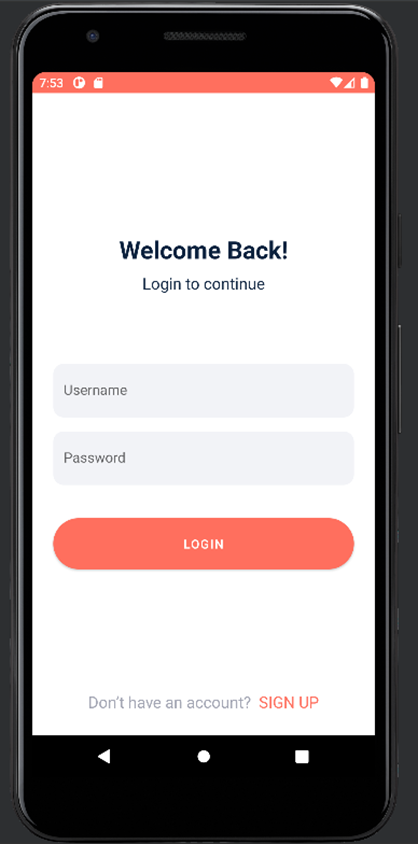 7:53
Welcome Back!
Login to continue
Username
Password
LOGIN
Don't have an account? SIGN UP